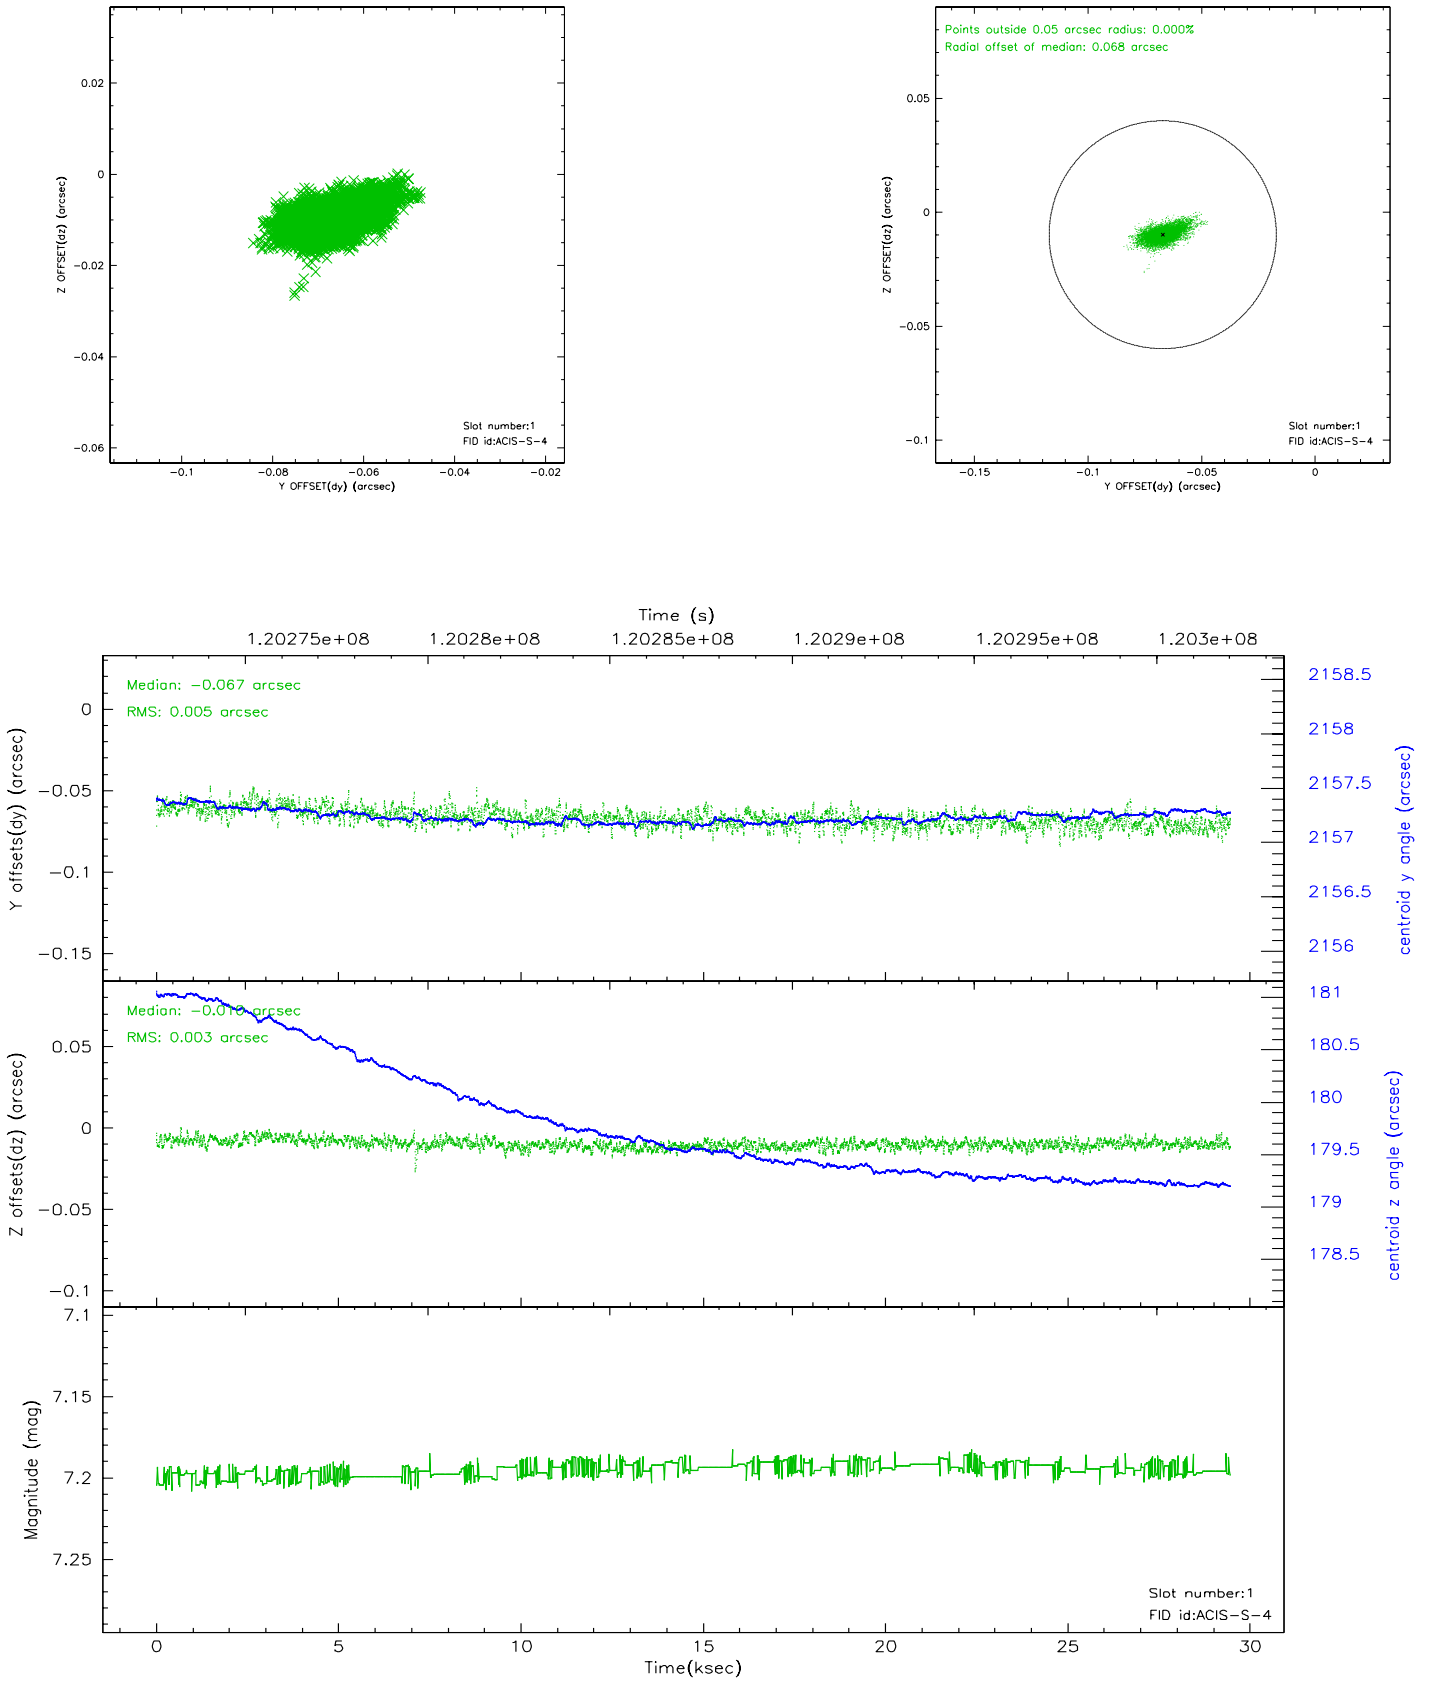 0.02
0
−0.02
−0.04
−0.06
Z OFFSET(dz) (arcsec)
Slot number:1
FID id:ACIS−S−4
−0.1
−0.08
−0.06
−0.04
−0.02
Y OFFSET(dy) (arcsec)
Points outside 0.05 arcsec radius: 0.000%
Radial offset of median: 0.068 arcsec
0.05
0
−0.05
−0.1
Z OFFSET(dz) (arcsec)
Slot number:1
FID id:ACIS−S−4
−0.15
−0.1
−0.05
0
Y OFFSET(dy) (arcsec)
Time (s)
1.20275e+08
1.2028e+08
1.20285e+08
1.2029e+08
1.20295e+08
1.203e+08
Median: −0.067 arcsec
RMS: 0.005 arcsec
0
−0.05
−0.1
−0.15
Y offsets(dy) (arcsec)
2158.5
2158
2157.5
2157
2156.5
2156
centroid y angle (arcsec)
Median: −0.010 arcsec
RMS: 0.003 arcsec
0.05
0
−0.05
−0.1
Z offsets(dz) (arcsec)
181
180.5
180
179.5
179
178.5
centroid z angle (arcsec)
7.1
7.15
7.2
7.25
Magnitude (mag)
Slot number:1
FID id:ACIS−S−4
0
5
10
15
20
25
30
Time(ksec)